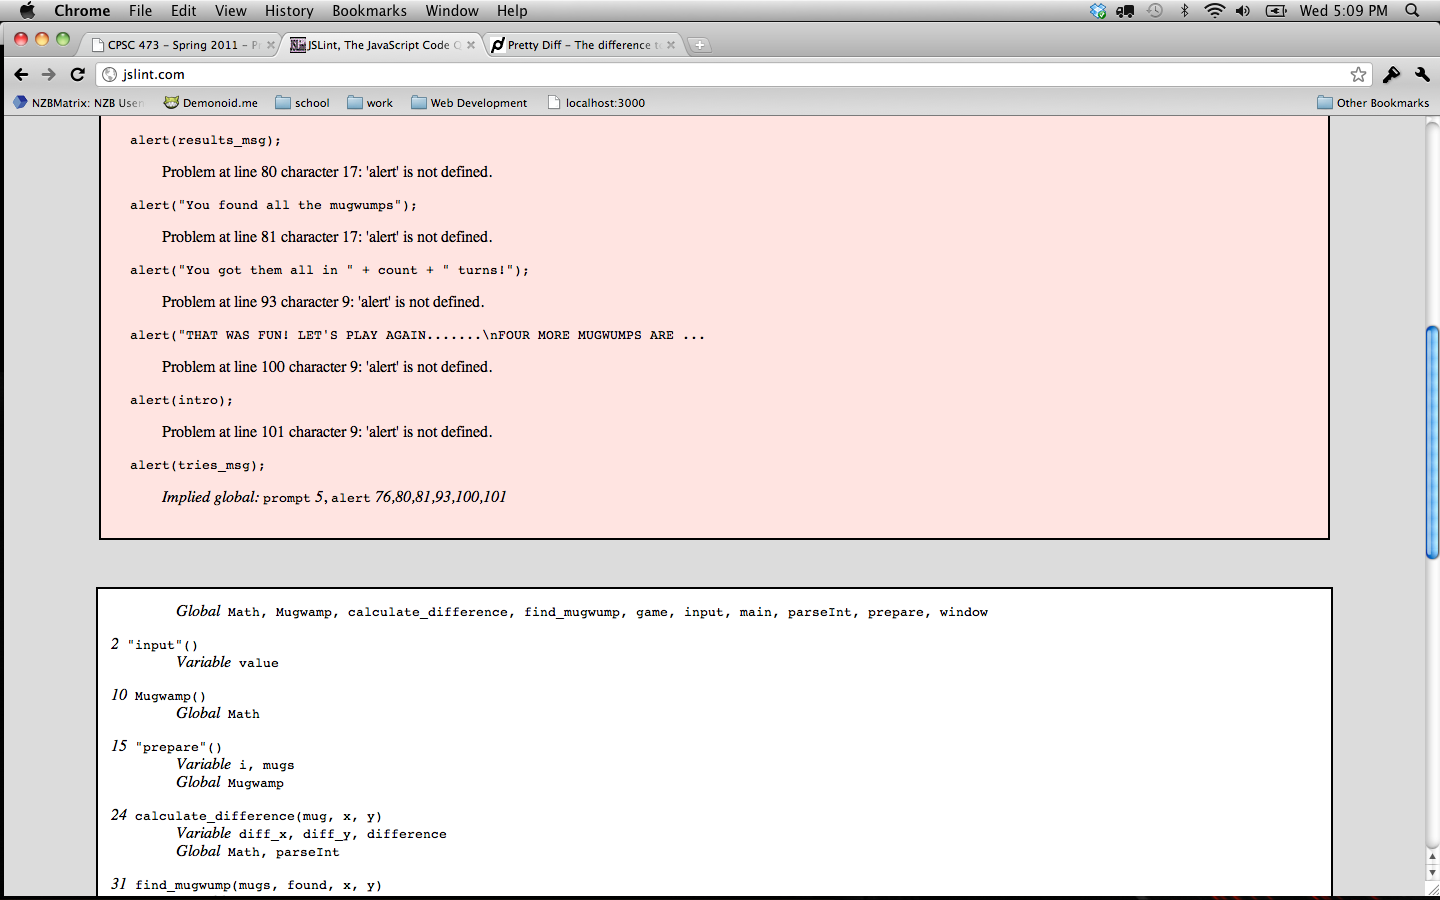 Chrome File Edit View History Bookmarks Window Help Wed 5:09 PM
CPSC 473 – Spring 2011 – P JSLint, The JavaScript Code Q Pretty Diff – The difference t
jslint.com
NZBMatrix: NZB User Demonoid.me school work Web Development localhost:3000 Other Bookmarks
alert(results_msg);
Problem at line 80 character 17: 'alert' is not defined.
alert("You found all the mugwumps");
Problem at line 81 character 17: 'alert' is not defined.
alert("You got them all in " + count + " turns!");
Problem at line 93 character 9: 'alert' is not defined.
alert("THAT WAS FUN! LET'S PLAY AGAIN.......\nFOUR MORE MUGWUMPS ARE ...
Problem at line 100 character 9: 'alert' is not defined.
alert(intro);
Problem at line 101 character 9: 'alert' is not defined.
alert(tries_msg);
Implied global: prompt 5, alert 76,80,81,93,100,101
Global Math, Mugwamp, calculate_difference, find_mugwump, game, input, main, parseInt, prepare, window
2 "input"()
Variable value
10 Mugwamp()
Global Math
15 "prepare"()
Variable i, mugs
Global Mugwamp
24 calculate_difference(mug, x, y)
Variable diff_x, diff_y, difference
Global Math, parseInt
31 find_mugwump(mugs, found, x, y)